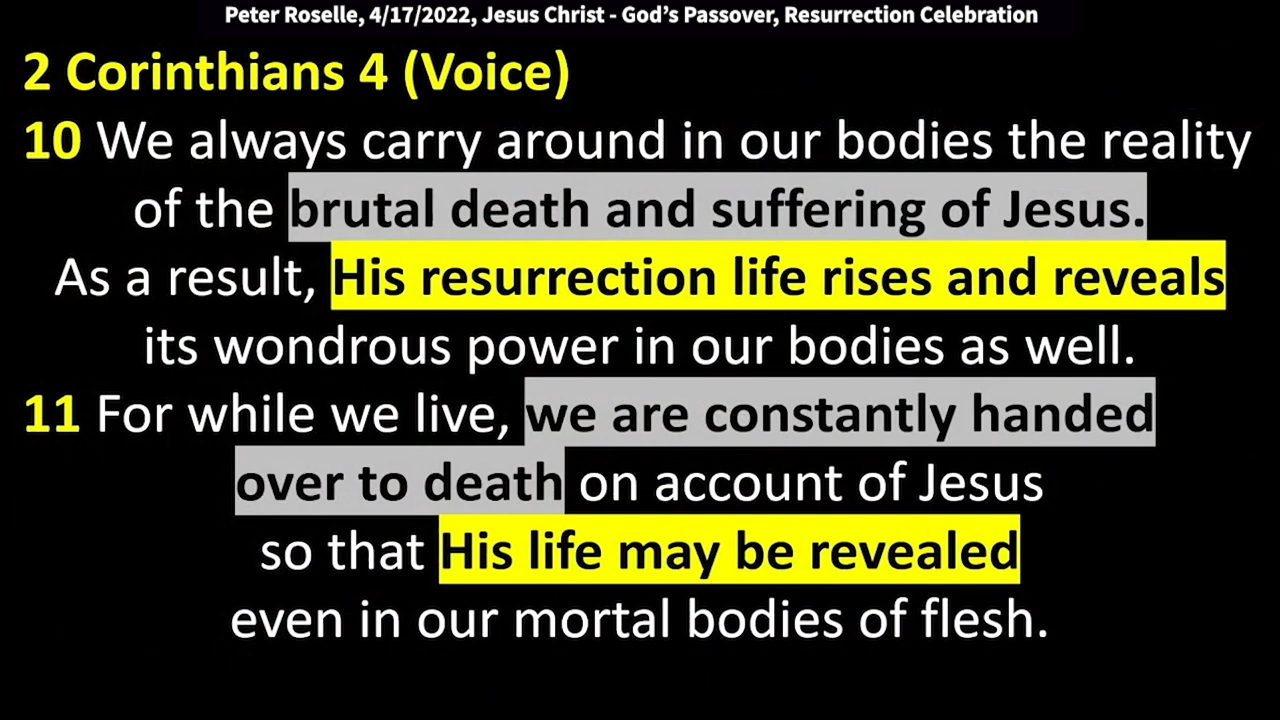 Peter Roselle, 4/17/2022, Jesus Christ - God’s Passover, Resurrection Celebration
2 Corinthians 4 (Voice)
10 We always carry around in our bodies the reality
of the brutal death and suffering of Jesus.
As a result, His resurrection life rises and reveals
its wondrous power in our bodies as well.
11 For while we live, we are constantly handed
over to death on account of Jesus
so that His life may be revealed
even in our mortal bodies of flesh.